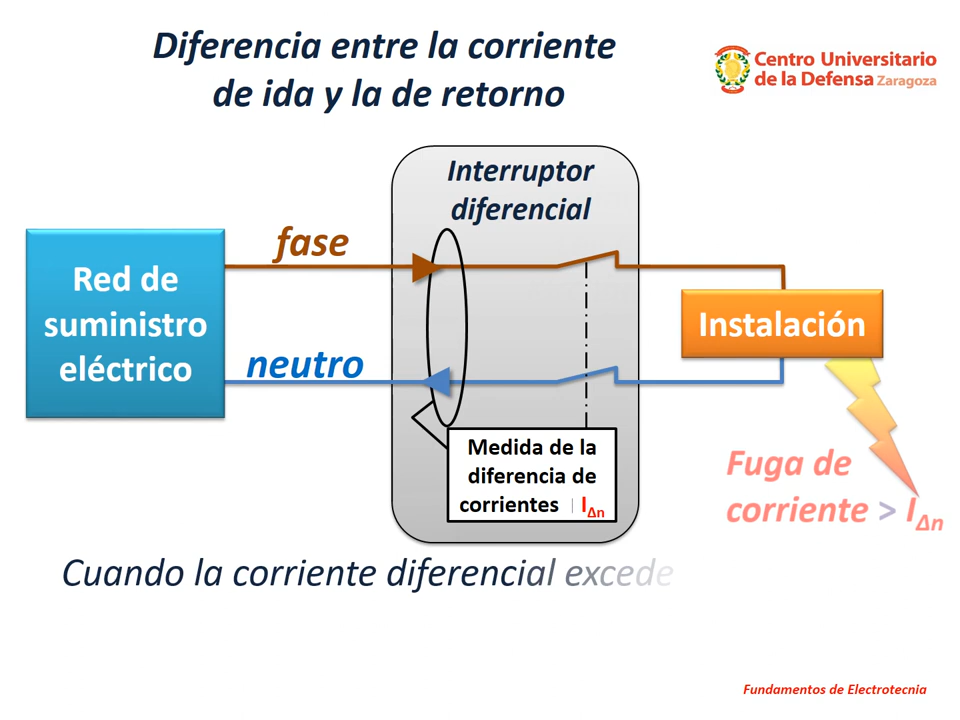 Diferencia entre la corriente
de ida y la de retorno
Centro Universitario
de la Defensa Zaragoza
Interruptor
diferencial
fase
Red de
suministro
eléctrico
Instalación
neutro
Medida de la
diferencia de
corrientes | IΔn
Fuga de
corriente > IΔn
Cuando la corriente diferencial excede
Fundamentos de Electrotecnia